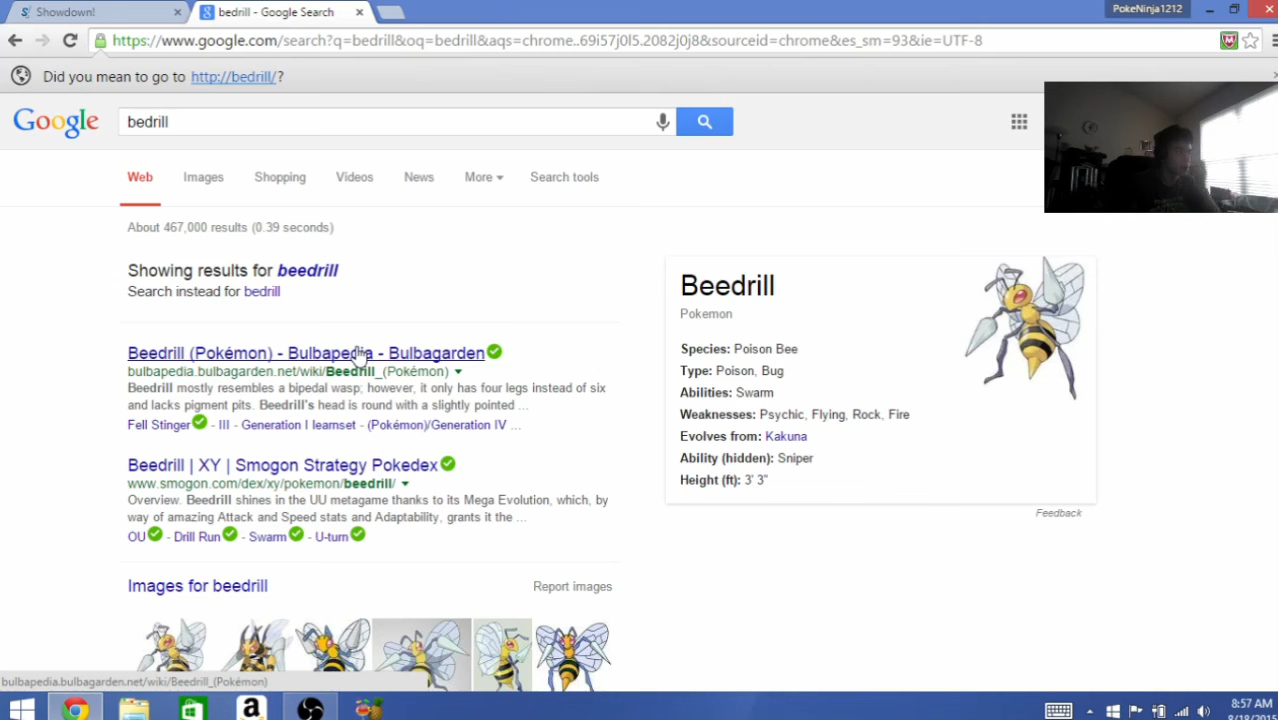 Showdown!
bedrill - Google Search
PokeNinja1212
https://www.google.com/search?q=bedrill&oq=bedrill&aqs=chrome..69i57j0l5.2082j0j8&sourceid=chrome&es_sm=93&ie=UTF-8
Did you mean to go to http://bedrill/?
Google
bedrill
Web Images Shopping Videos News More Search tools
About 467,000 results (0.39 seconds)
Showing results for beedrill
Search instead for bedrill
Beedrill (Pokémon) - Bulbapedia - Bulbagarden
bulbapedia.bulbagarden.net/wiki/Beedrill_(Pokémon)
Beedrill mostly resembles a bipedal wasp; however, it only has four legs instead of six
and lacks pigment pits. Beedrill's head is round with a slightly pointed ...
Fell Stinger - III - Generation I learnset - (Pokémon)/Generation IV ...
Beedrill | XY | Smogon Strategy Pokedex
www.smogon.com/dex/xy/pokemon/beedrill/
Overview. Beedrill shines in the UU metagame thanks to its Mega Evolution, which, by
way of amazing Attack and Speed stats and Adaptability, grants it the ...
OU - Drill Run - Swarm - U-turn
Images for beedrill
Report images
Beedrill
Pokemon
Species: Poison Bee
Type: Poison, Bug
Abilities: Swarm
Weaknesses: Psychic, Flying, Rock, Fire
Evolves from: Kakuna
Ability (hidden): Sniper
Height (ft): 3' 3"
Feedback
bulbapedia.bulbagarden.net/wiki/Beedrill_(Pokémon)
8:57 AM